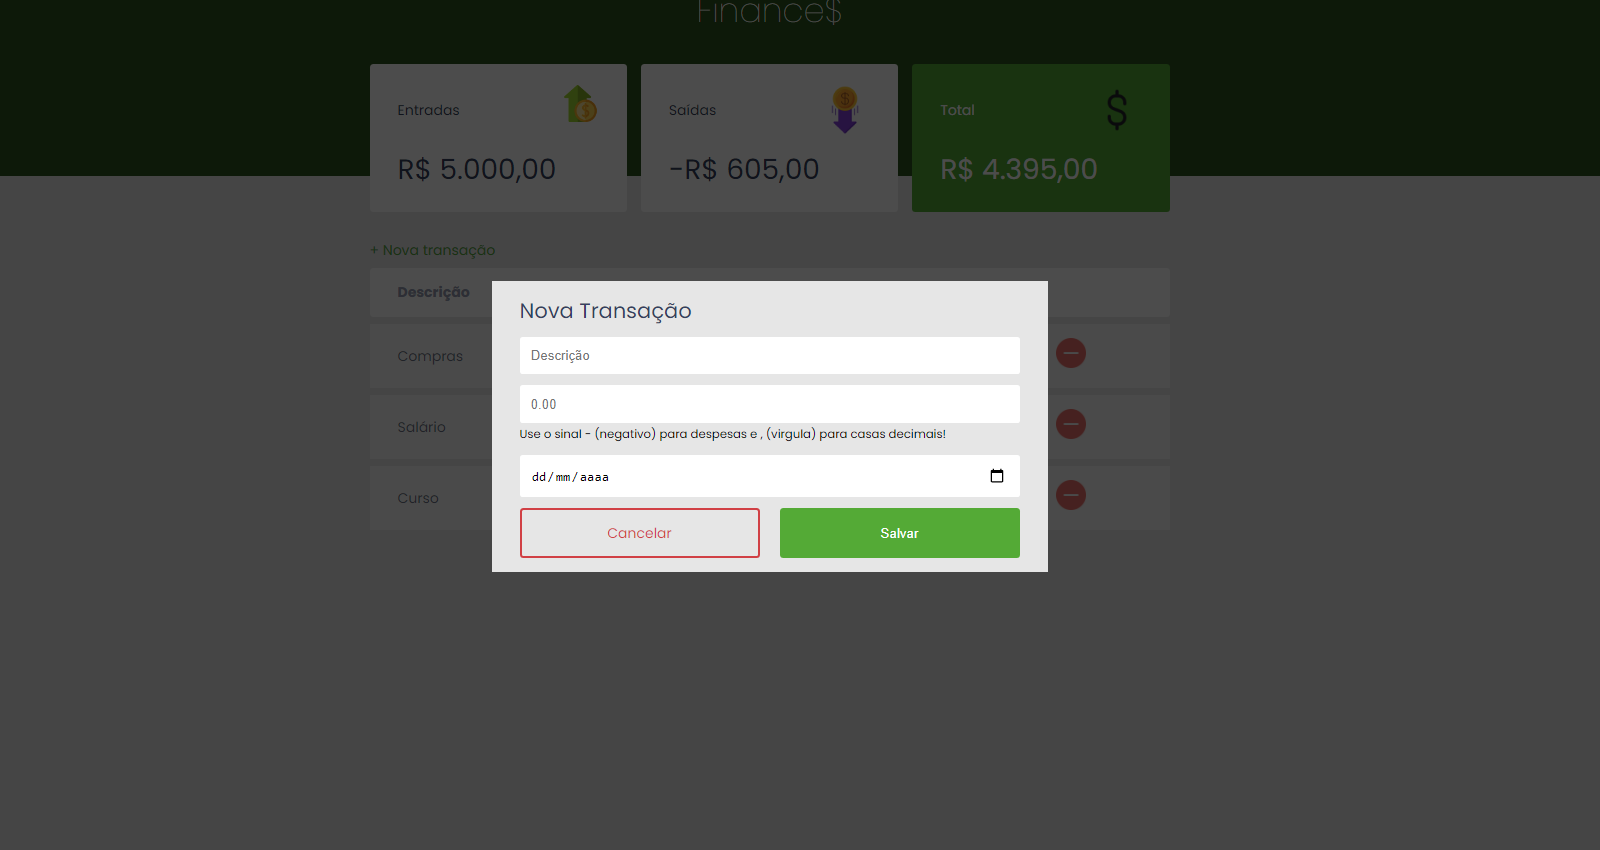 Finance$
Entradas
R$ 5.000,00
Saídas
-R$ 605,00
Total
$
R$ 4.395,00
+ Nova transação
Descrição
Compras
Salário
Curso
Nova Transação
Descrição
0.00
Use o sinal - (negativo) para despesas e , (virgula) para casas decimais!
dd/mm/aaaa
Cancelar
Salvar